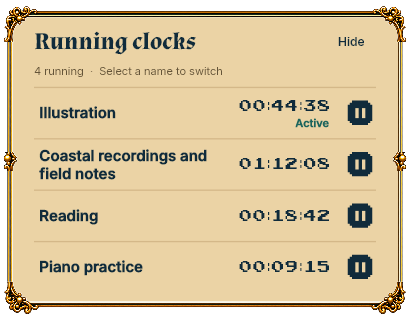 Running clocks
Hide
4 running · Select a name to switch
Illustration
00:44:38
Active
Coastal recordings and
field notes
01:12:08
Reading
00:18:42
Piano practice
00:09:15